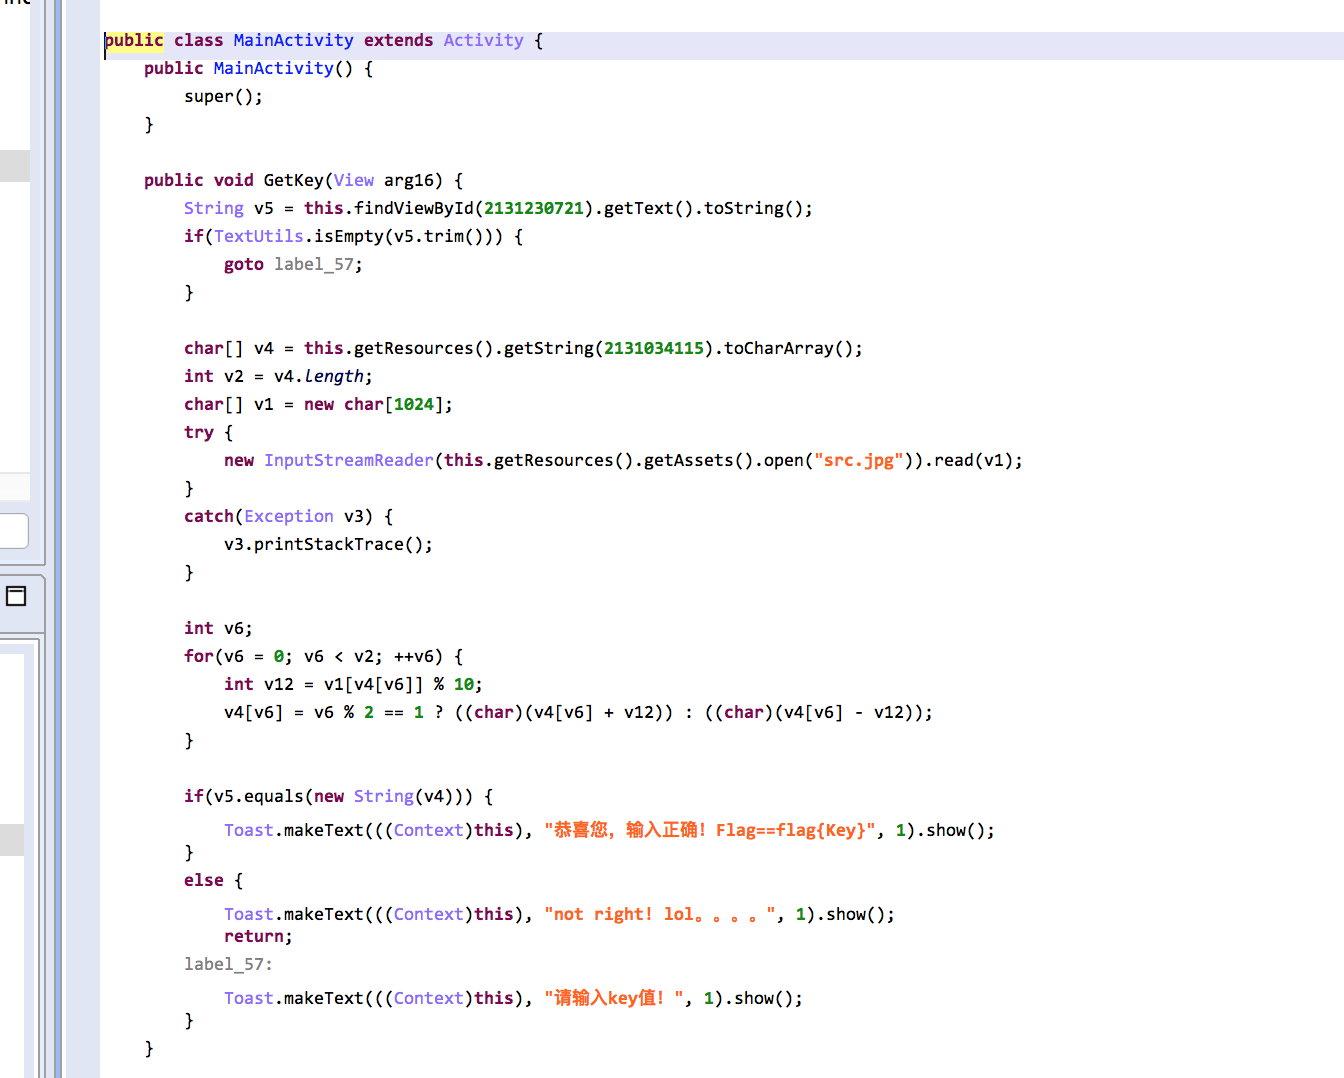 public class MainActivity extends Activity {
public MainActivity() {
super();
}
public void GetKey(View arg16) {
String v5 = this.findViewById(2131230721).getText().toString();
if(TextUtils.isEmpty(v5.trim())) {
goto label_57;
}
char[] v4 = this.getResources().getString(2131034115).toCharArray();
int v2 = v4.length;
char[] v1 = new char[1024];
try {
new InputStreamReader(this.getResources().getAssets().open("src.jpg")).read(v1);
}
catch(Exception v3) {
v3.printStackTrace();
}
int v6;
for(v6 = 0; v6 < v2; ++v6) {
int v12 = v1[v4[v6]] % 10;
v4[v6] = v6 % 2 == 1 ? ((char)(v4[v6] + v12)) : ((char)(v4[v6] - v12));
}
if(v5.equals(new String(v4))) {
Toast.makeText(((Context)this), "恭喜您，输入正确！Flag==flag{Key}", 1).show();
}
else {
Toast.makeText(((Context)this), "not right! lol。。。。", 1).show();
return;
label_57:
Toast.makeText(((Context)this), "请输入key值！", 1).show();
}
}